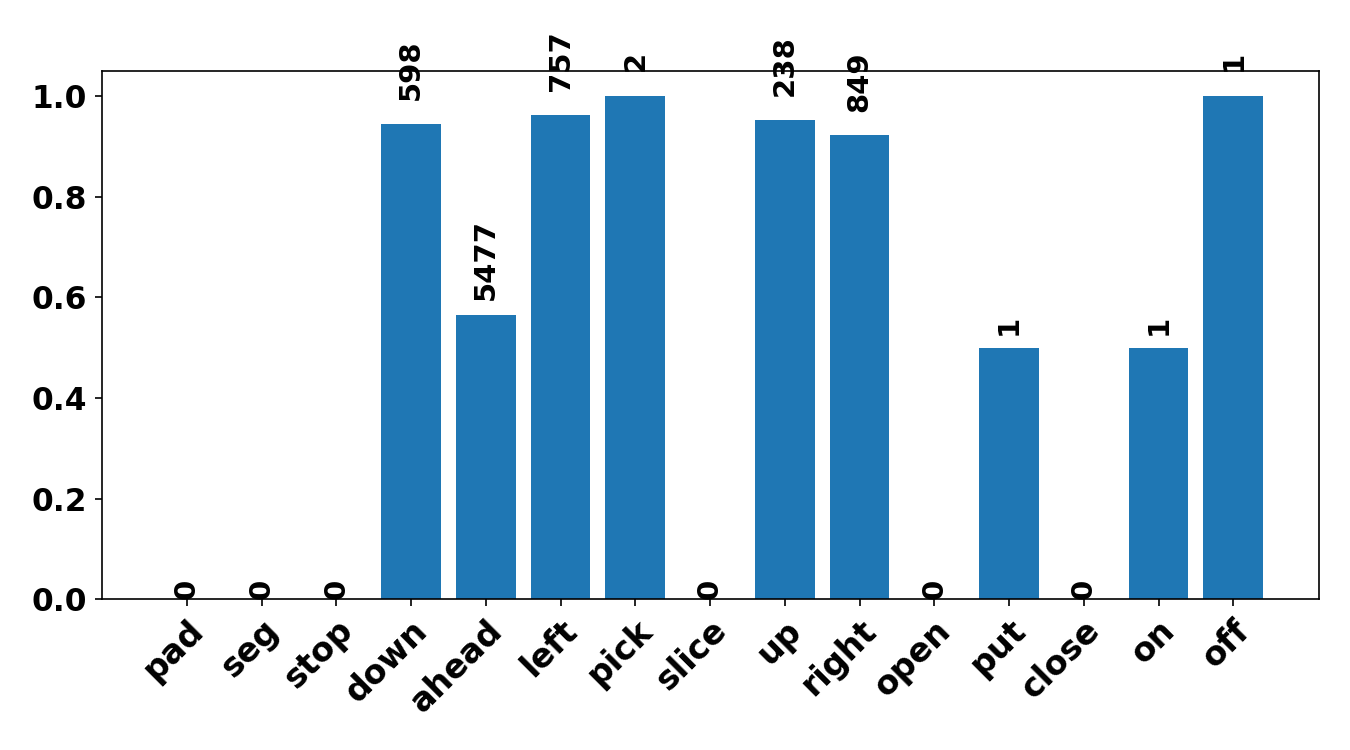 598
757
2
238
849
1
5477
1
1
0
0
0
0
0
0
1.0
0.8
0.6
0.4
0.2
0.0
pad
seg
stop
down
ahead
left
pick
slice
up
right
open
put
close
on
off